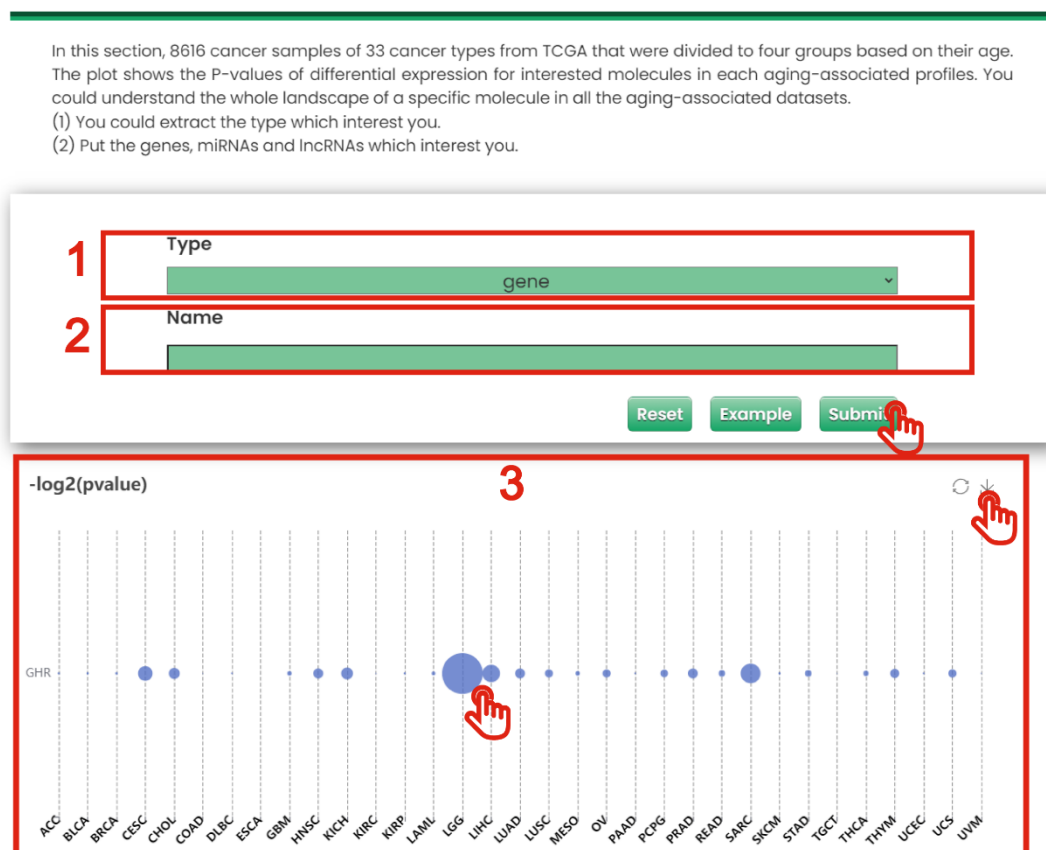 In this section, 8616 cancer samples of 33 cancer types from TCGA that were divided to four groups based on their age.
The plot shows the P-values of differential expression for interested molecules in each aging-associated profiles. You
could understand the whole landscape of a specific molecule in all the aging-associated datasets.
(1) You could extract the type which interest you.
(2) Put the genes, miRNAs and lncRNAs which interest you.
1
Type
gene
2
Name
Reset Example Submit
3
-log2(pvalue)
GHR
ACC BLCA BRCA CESC CHOL COAD DLBC ESCA GBM HNSC KICH KIRC KIRP LAML LGG LIHC LUAD LUSC MESO OV PAAD PCPG PRAD READ SARC SKCM STAD TGCT THCA THYM UCEC UCS UVM